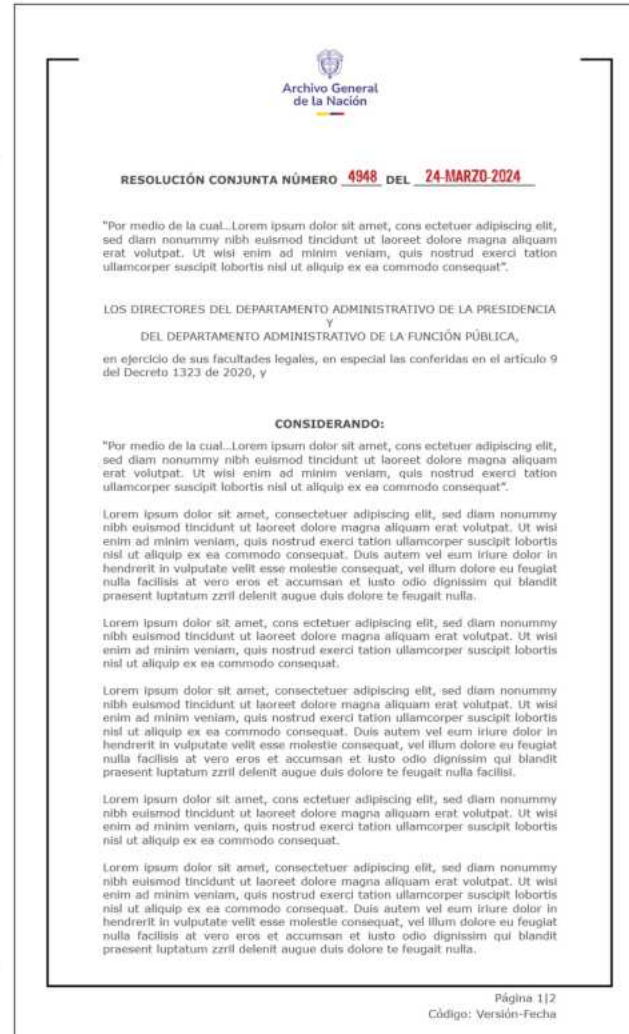 Archivo General
de la Nación
RESOLUCIÓN CONJUNTA NÚMERO 4948 DEL 24-MARZO-2024
"Por medio de la cual...Lorem ipsum dolor sit amet, cons ectetuer adipiscing elit,
sed diam nonummy nibh euismod tincidunt ut laoreet dolore magna aliquam
erat volutpat. Ut wisi enim ad minim veniam, quis nostrud exerci tation
ullamcorper suscipit lobortis nisl ut aliquip ex ea commodo consequat".
LOS DIRECTORES DEL DEPARTAMENTO ADMINISTRATIVO DE LA PRESIDENCIA
Y
DEL DEPARTAMENTO ADMINISTRATIVO DE LA FUNCIÓN PÚBLICA,
en ejercicio de sus facultades legales, en especial las conferidas en el artículo 9
del Decreto 1323 de 2020, y
CONSIDERANDO:
"Por medio de la cual...Lorem ipsum dolor sit amet, cons ectetuer adipiscing elit,
sed diam nonummy nibh euismod tincidunt ut laoreet dolore magna aliquam
erat volutpat. Ut wisi enim ad minim veniam, quis nostrud exerci tation
ullamcorper suscipit lobortis nisl ut aliquip ex ea commodo consequat".
Lorem ipsum dolor sit amet, consectetuer adipiscing elit, sed diam nonummy
nibh euismod tincidunt ut laoreet dolore magna aliquam erat volutpat. Ut wisi
enim ad minim veniam, quis nostrud exerci tation ullamcorper suscipit lobortis
nisl ut aliquip ex ea commodo consequat. Duis autem vel eum iriure dolor in
hendrerit in vulputate velit esse molestie consequat, vel illum dolore eu feugiat
nulla facilisis at vero eros et accumsan et iusto odio dignissim qui blandit
praesent luptatum zzril delenit augue duis dolore te feugait nulla.
Lorem ipsum dolor sit amet, cons ectetuer adipiscing elit, sed diam nonummy
nibh euismod tincidunt ut laoreet dolore magna aliquam erat volutpat. Ut wisi
enim ad minim veniam, quis nostrud exerci tation ullamcorper suscipit lobortis
nisl ut aliquip ex ea commodo consequat.
Lorem ipsum dolor sit amet, consectetuer adipiscing elit, sed diam nonummy
nibh euismod tincidunt ut laoreet dolore magna aliquam erat volutpat. Ut wisi
enim ad minim veniam, quis nostrud exerci tation ullamcorper suscipit lobortis
nisl ut aliquip ex ea commodo consequat. Duis autem vel eum iriure dolor in
hendrerit in vulputate velit esse molestie consequat, vel illum dolore eu feugiat
nulla facilisis at vero eros et accumsan et iusto odio dignissim qui blandit
praesent luptatum zzril delenit augue duis dolore te feugait nulla facilisi.
Lorem ipsum dolor sit amet, cons ectetuer adipiscing elit, sed diam nonummy
nibh euismod tincidunt ut laoreet dolore magna aliquam erat volutpat. Ut wisi
enim ad minim veniam, quis nostrud exerci tation ullamcorper suscipit lobortis
nisl ut aliquip ex ea commodo consequat.
Lorem ipsum dolor sit amet, consectetuer adipiscing elit, sed diam nonummy
nibh euismod tincidunt ut laoreet dolore magna aliquam erat volutpat. Ut wisi
enim ad minim veniam, quis nostrud exerci tation ullamcorper suscipit lobortis
nisl ut aliquip ex ea commodo consequat. Duis autem vel eum iriure dolor in
hendrerit in vulputate velit esse molestie consequat, vel illum dolore eu feugiat
nulla facilisis at vero eros et accumsan et iusto odio dignissim qui blandit
praesent luptatum zzril delenit augue duis dolore te feugait nulla.
Página 1|2
Código: Versión-Fecha